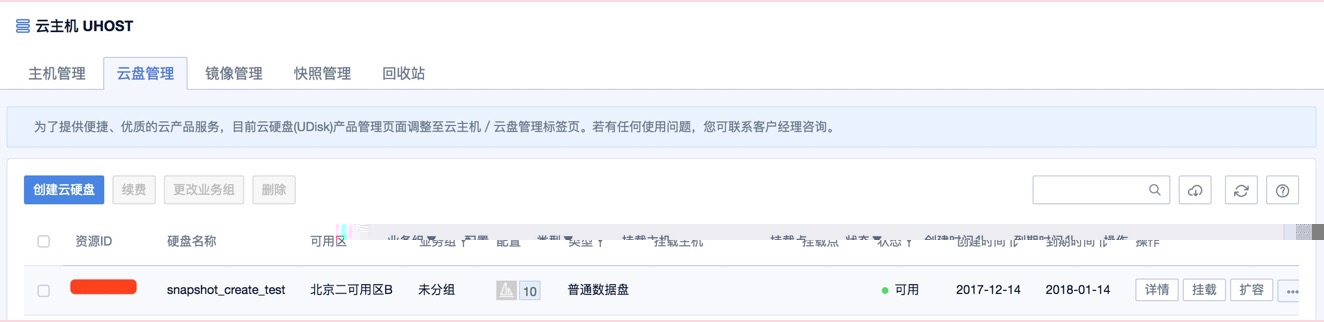 云主机 UHOST
主机管理 云盘管理 镜像管理 快照管理 回收站
为了提供便捷、优质的云产品服务，目前云硬盘(UDisk)产品管理页面调整至云主机 / 云盘管理标签页。若有任何使用问题，您可联系客户经理咨询。
创建云硬盘 续费 更改业务组 删除
资源ID 硬盘名称 可用区 业务组 配置 类型 挂载主机 挂载点 状态 创建时间 到期时间 操作
snapshot_create_test 北京二可用区B 未分组 10 普通数据盘 可用 2017-12-14 2018-01-14 详情 挂载 扩容 ...